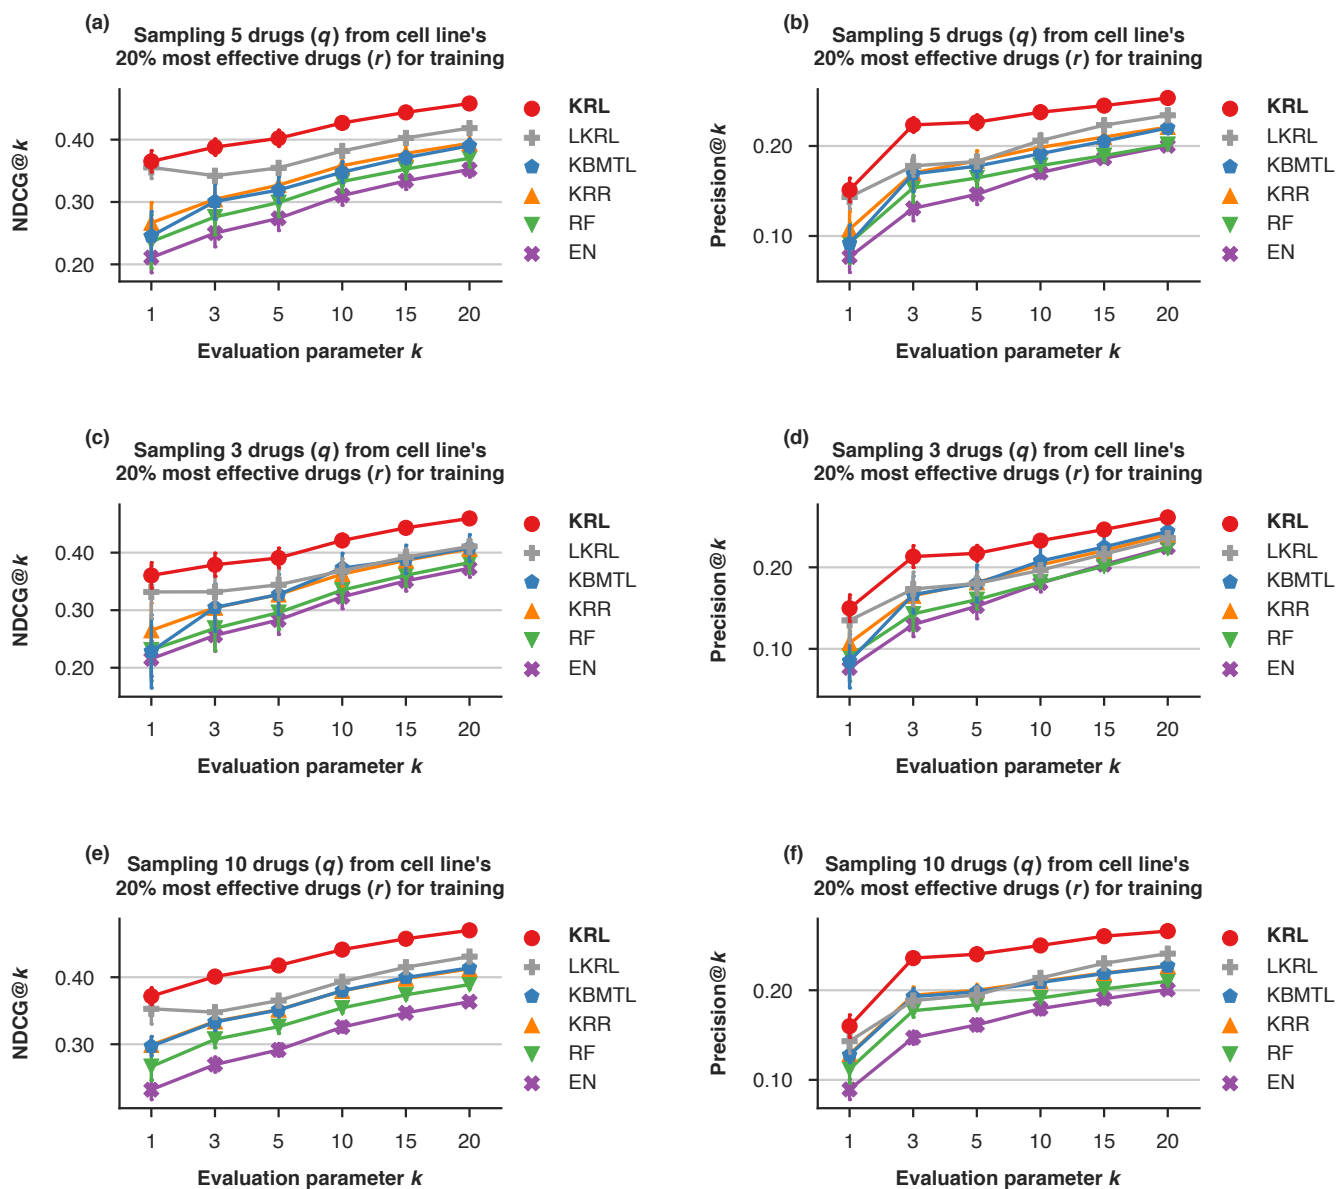 (a)
Sampling 5 drugs (q) from cell line's
20% most effective drugs (r) for training
NDCG@k
0.40
0.30
0.20
1 3 5 10 15 20
Evaluation parameter k
KRL
LKRL
KBMTL
KRR
RF
EN
(b)
Sampling 5 drugs (q) from cell line's
20% most effective drugs (r) for training
Precision@k
0.20
0.10
1 3 5 10 15 20
Evaluation parameter k
KRL
LKRL
KBMTL
KRR
RF
EN
(c)
Sampling 3 drugs (q) from cell line's
20% most effective drugs (r) for training
NDCG@k
0.40
0.30
0.20
1 3 5 10 15 20
Evaluation parameter k
KRL
LKRL
KBMTL
KRR
RF
EN
(d)
Sampling 3 drugs (q) from cell line's
20% most effective drugs (r) for training
Precision@k
0.20
0.10
1 3 5 10 15 20
Evaluation parameter k
KRL
LKRL
KBMTL
KRR
RF
EN
(e)
Sampling 10 drugs (q) from cell line's
20% most effective drugs (r) for training
NDCG@k
0.40
0.30
1 3 5 10 15 20
Evaluation parameter k
KRL
LKRL
KBMTL
KRR
RF
EN
(f)
Sampling 10 drugs (q) from cell line's
20% most effective drugs (r) for training
Precision@k
0.20
0.10
1 3 5 10 15 20
Evaluation parameter k
KRL
LKRL
KBMTL
KRR
RF
EN